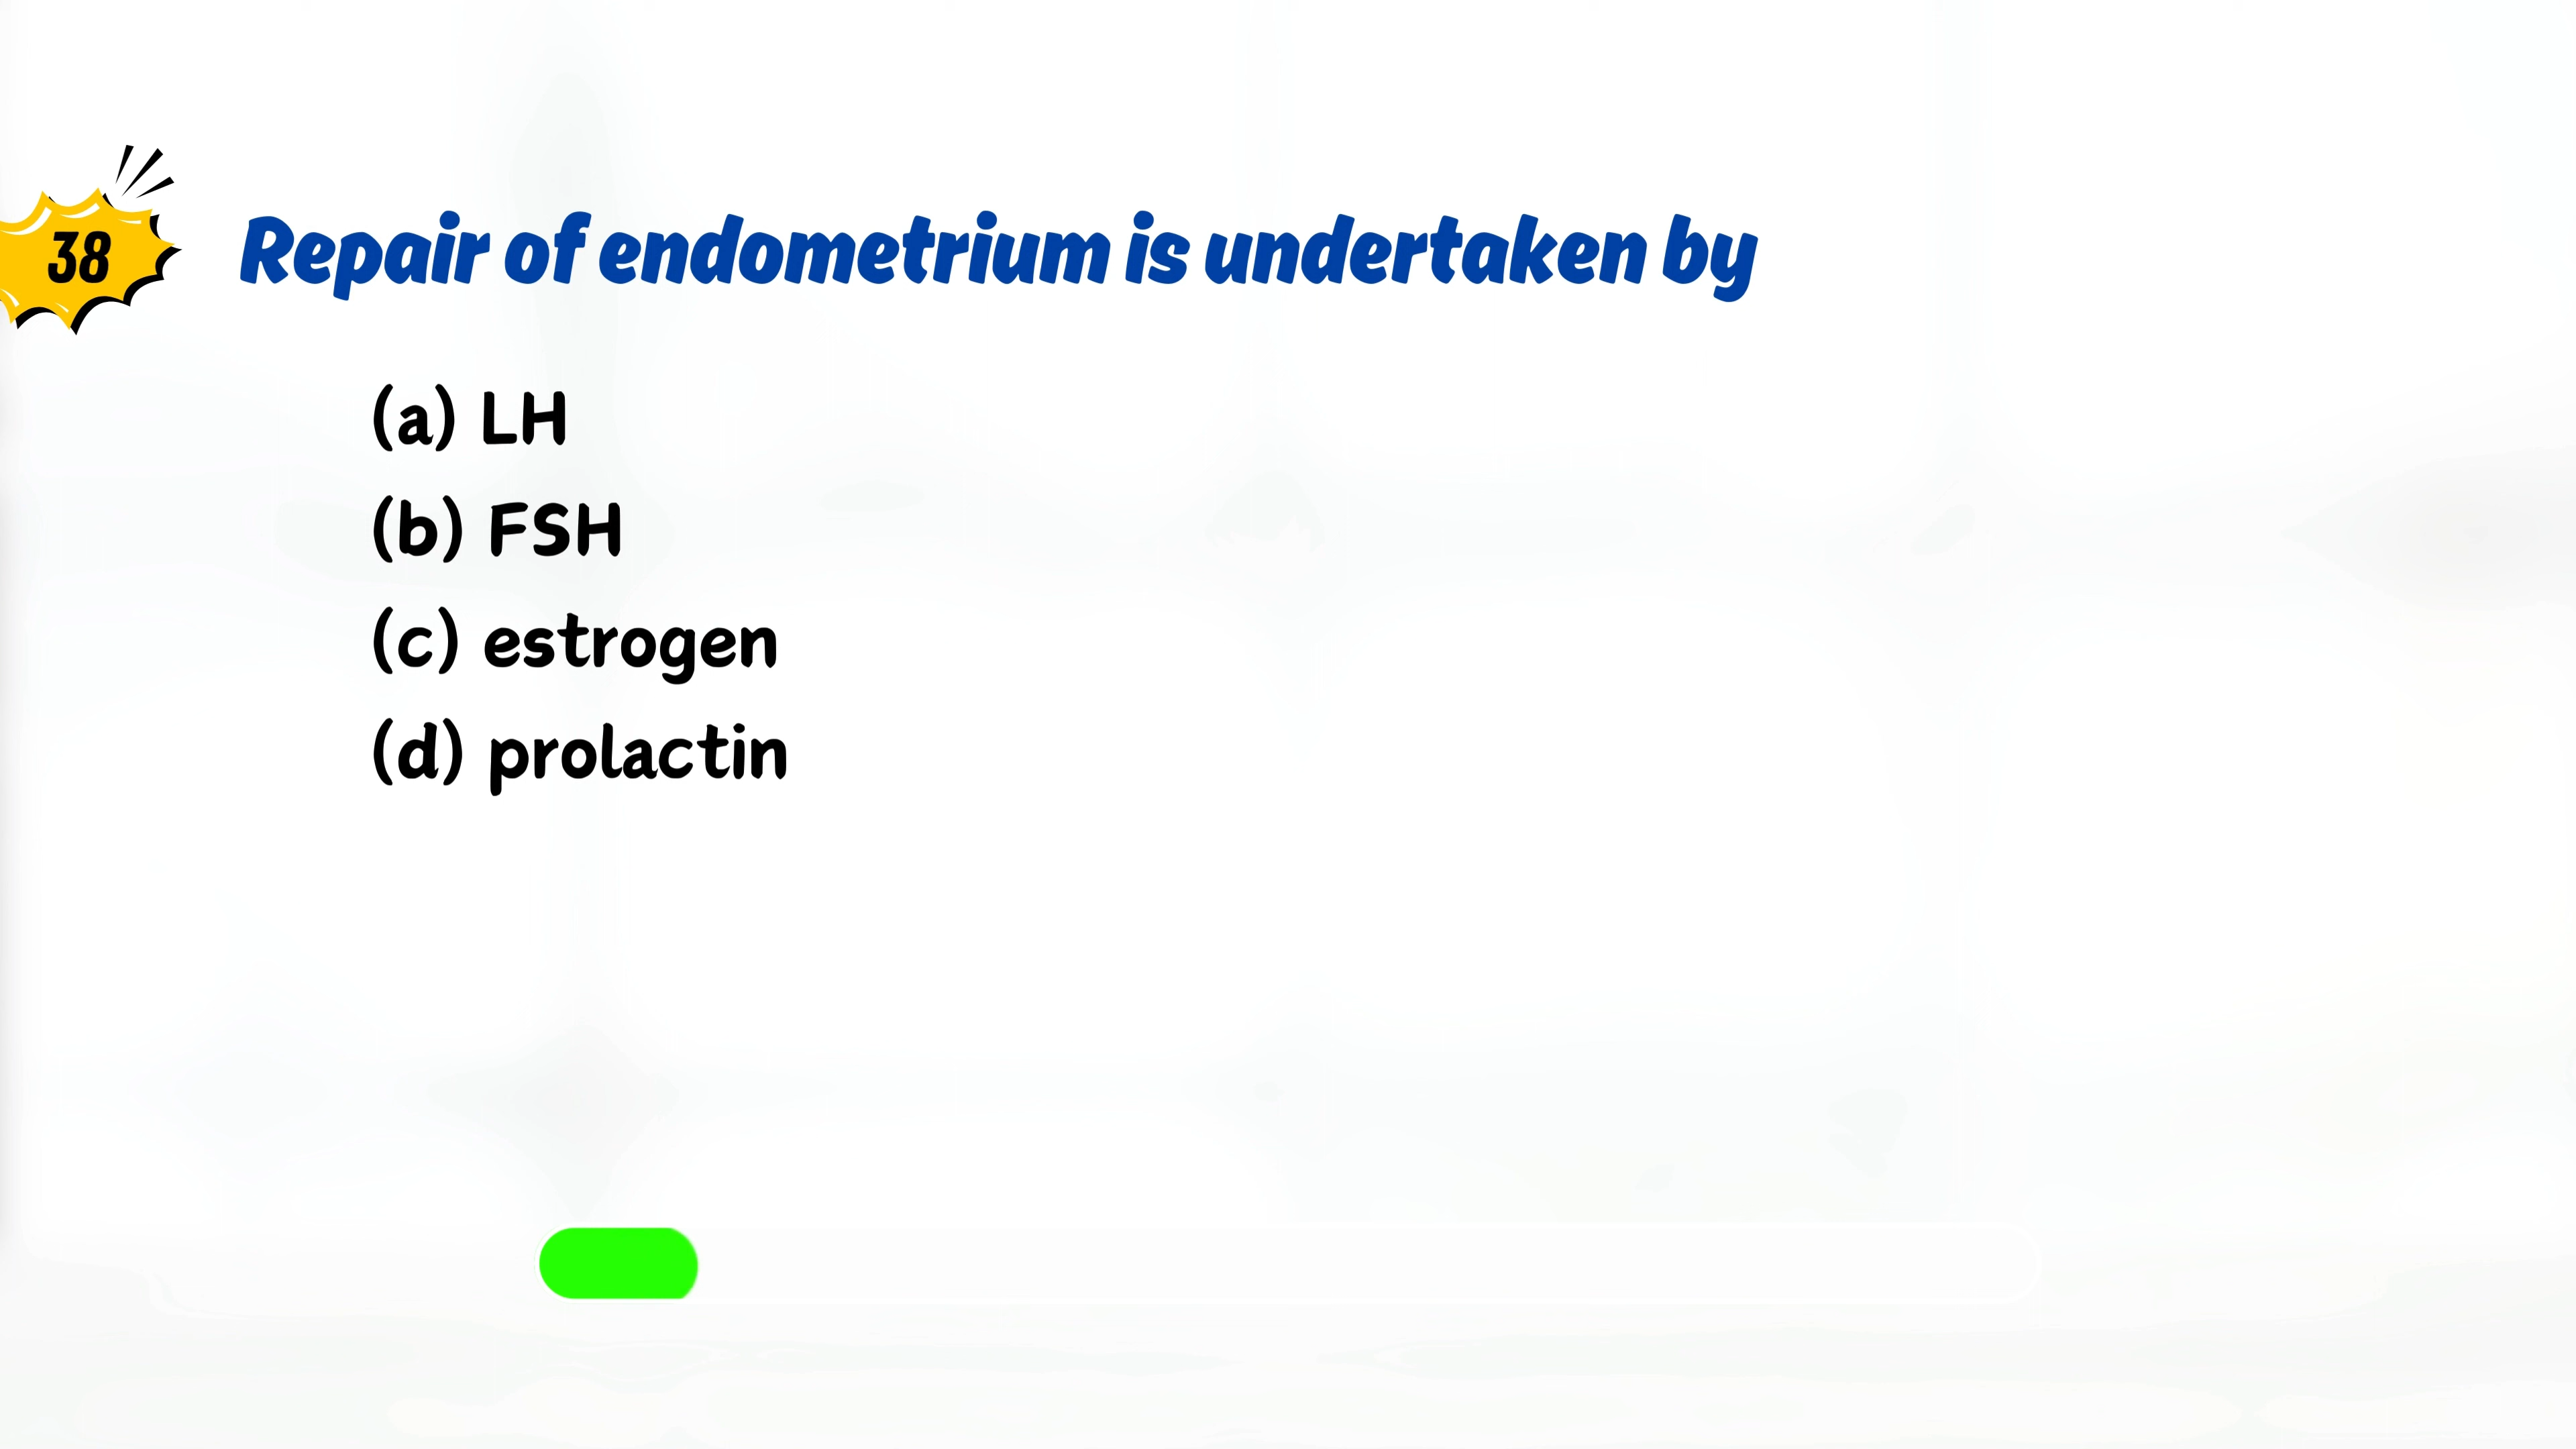 38
Repair of endometrium is undertaken by
(a) LH
(b) FSH
(c) estrogen
(d) prolactin